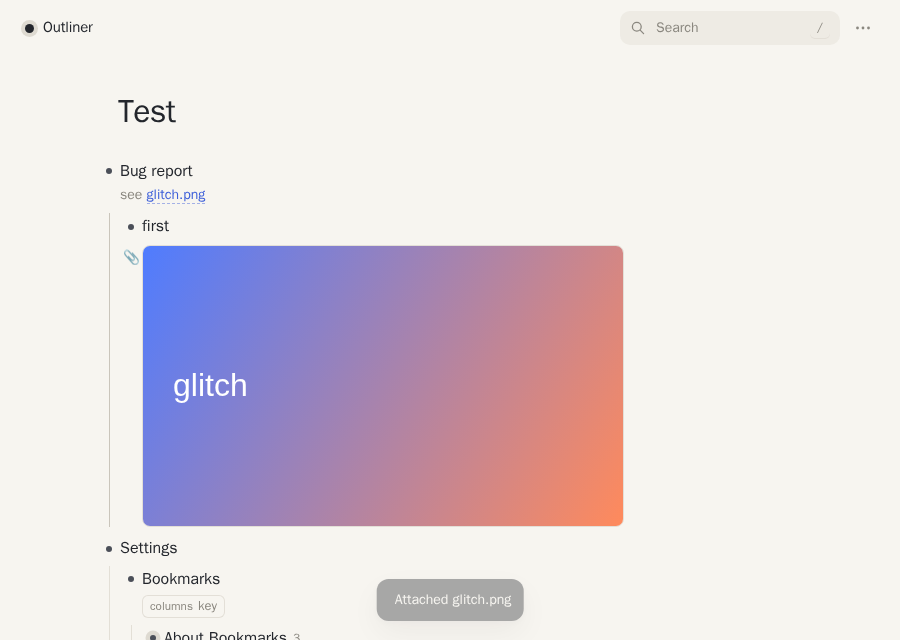 Outliner
Search /
Test
Bug report
see glitch.png
first
glitch
Settings
Bookmarks
columns key
Attached glitch.png
About Bookmarks 3